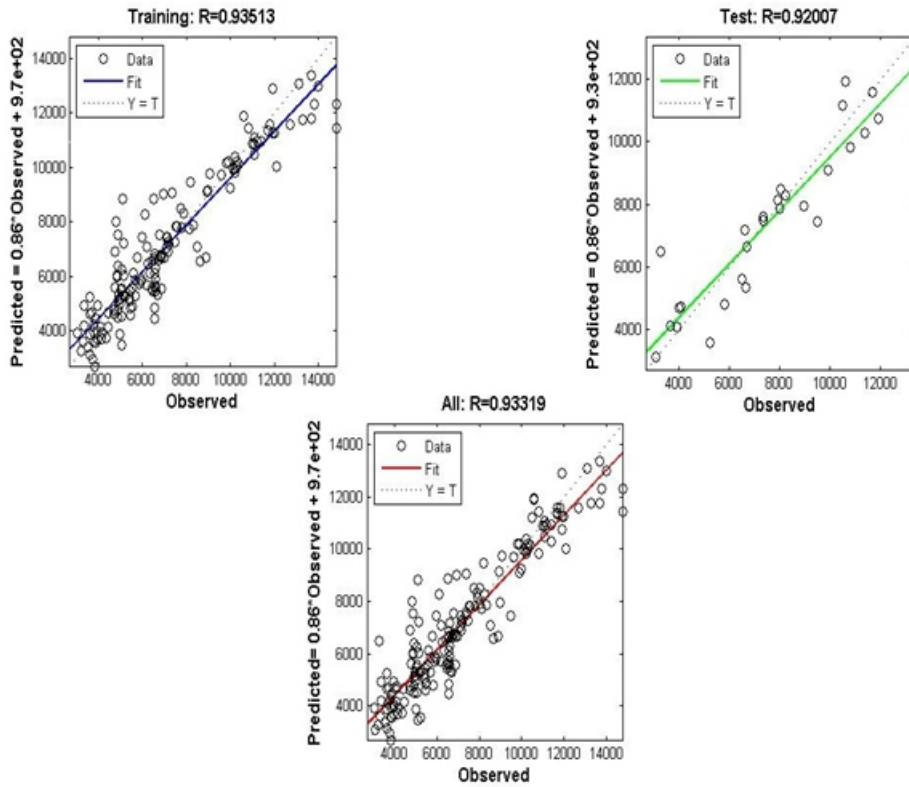 Training: R=0.93513
Predicted = 0.86*Observed + 9.7e+02
14000
12000
10000
8000
6000
4000
Data
Fit
Y = T
4000 6000 8000 10000 12000 14000
Observed
Test: R=0.92007
Predicted = 0.86*Observed + 9.3e+02
12000
10000
8000
6000
4000
Data
Fit
Y = T
4000 6000 8000 10000 12000
Observed
All: R=0.93319
Predicted= 0.86*Observed + 9.7e+02
14000
12000
10000
8000
6000
4000
Data
Fit
Y = T
4000 6000 8000 10000 12000 14000
Observed